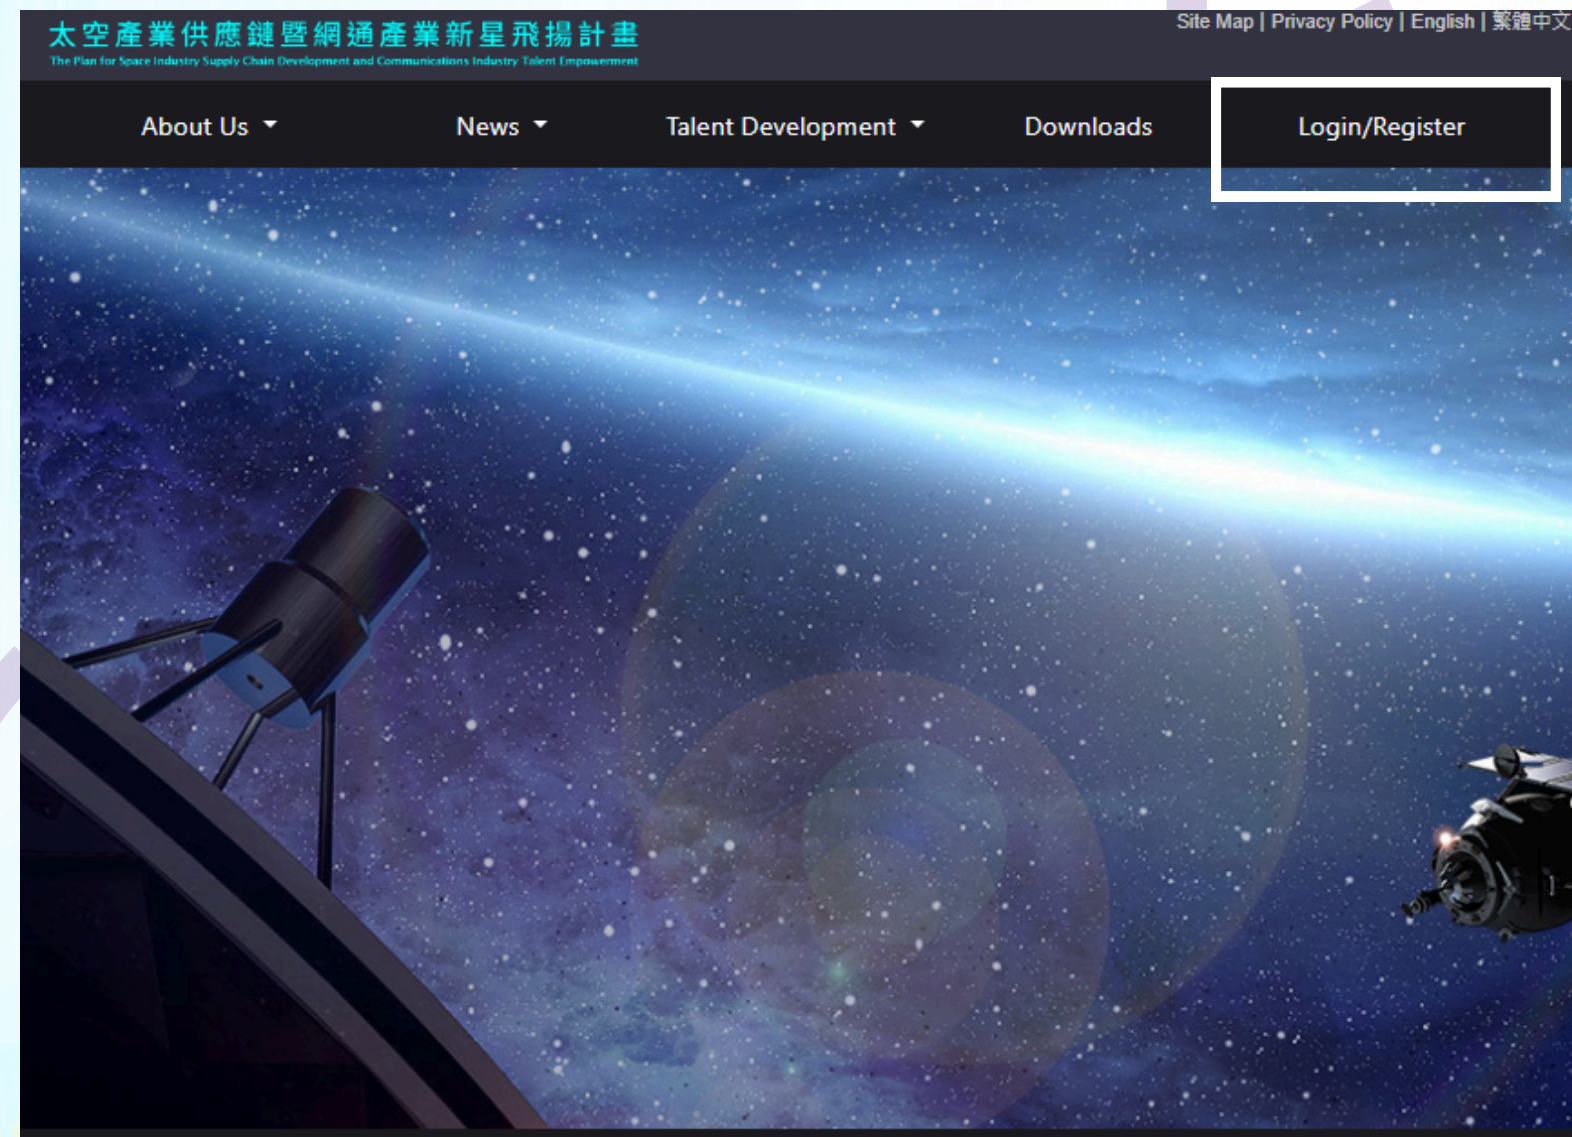 太空產業供應鏈暨網通產業新星飛揚計畫
The Plan for Space Industry Supply Chain Development and Communications Industry Talent Empowerment
Site Map | Privacy Policy | English | 繁體中文
About Us News Talent Development Downloads Login/Register